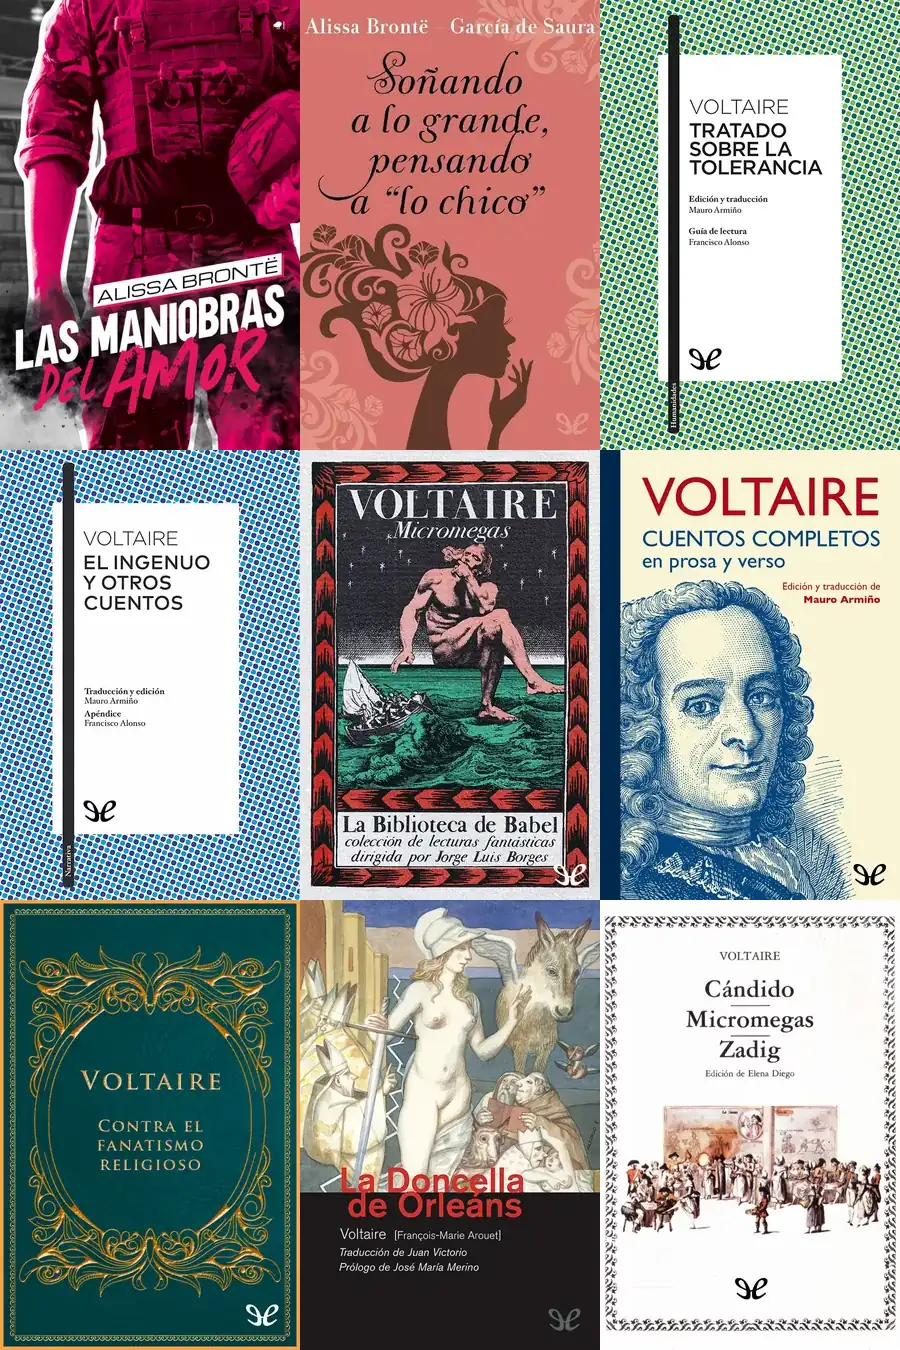 ALISSA BRONTË
LAS MANIOBRAS
DEL AMOR
Alissa Brontë – García de Saura
Soñando
a lo grande,
pensando
a “lo chico”
VOLTAIRE
TRATADO
SOBRE LA
TOLERANCIA
Edición y traducción
Mauro Armiño
Guía de lectura
Francisco Alonso
Humanidades
VOLTAIRE
EL INGENUO
Y OTROS
CUENTOS
Traducción y edición
Mauro Armiño
Apéndice
Francisco Alonso
Narrativa
VOLTAIRE
Micromegas
La Biblioteca de Babel
colección de lecturas fantásticas
dirigida por Jorge Luis Borges
VOLTAIRE
CUENTOS COMPLETOS
en prosa y verso
Edición y traducción de
Mauro Armiño
VOLTAIRE
CONTRA EL
FANATISMO
RELIGIOSO
La Doncella
de Orleáns
Voltaire [François-Marie Arouet]
Traducción de Juan Victorio
Prólogo de José María Merino
VOLTAIRE
Cándido
Micromegas
Zadig
Edición de Elena Diego